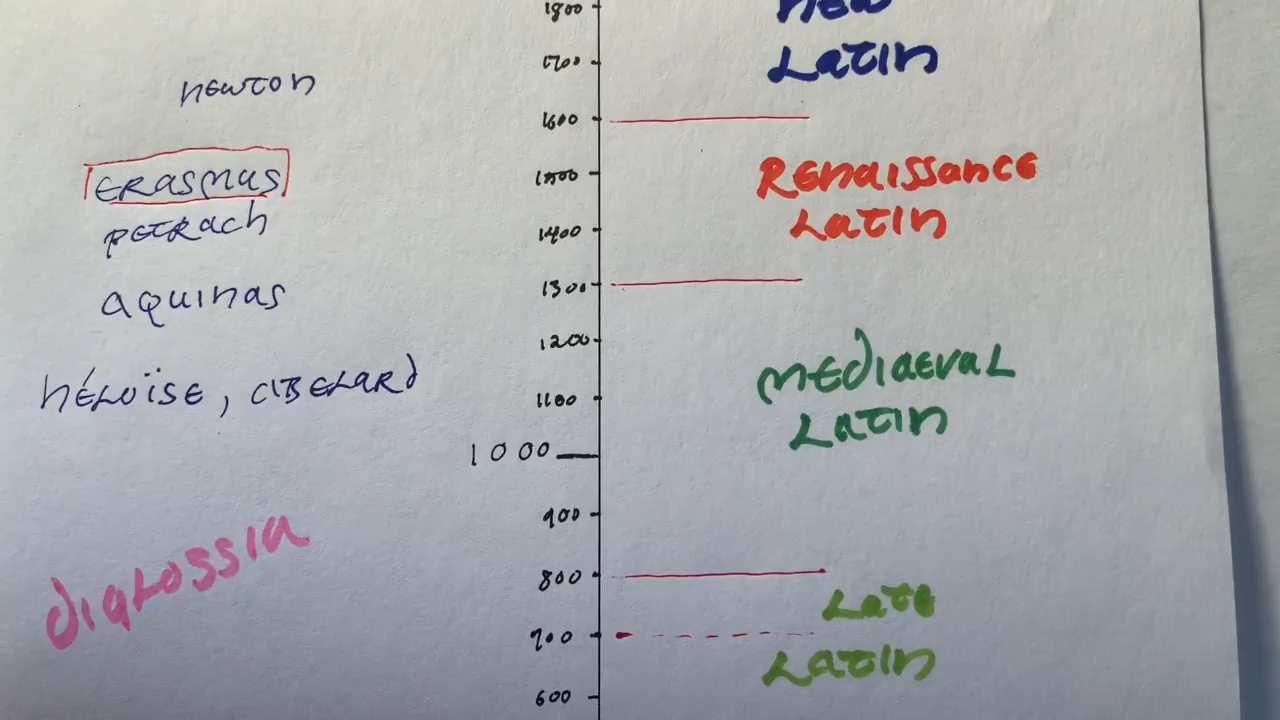 1800
new
1700
Latin
newton
1600
Erasmus
Renaissance
1500
petrach
Latin
1400
aquinas
1300
1200
mediaeval
héloïse, abelard
1100
Latin
1000
900
diglossia
800
Late
700
Latin
600